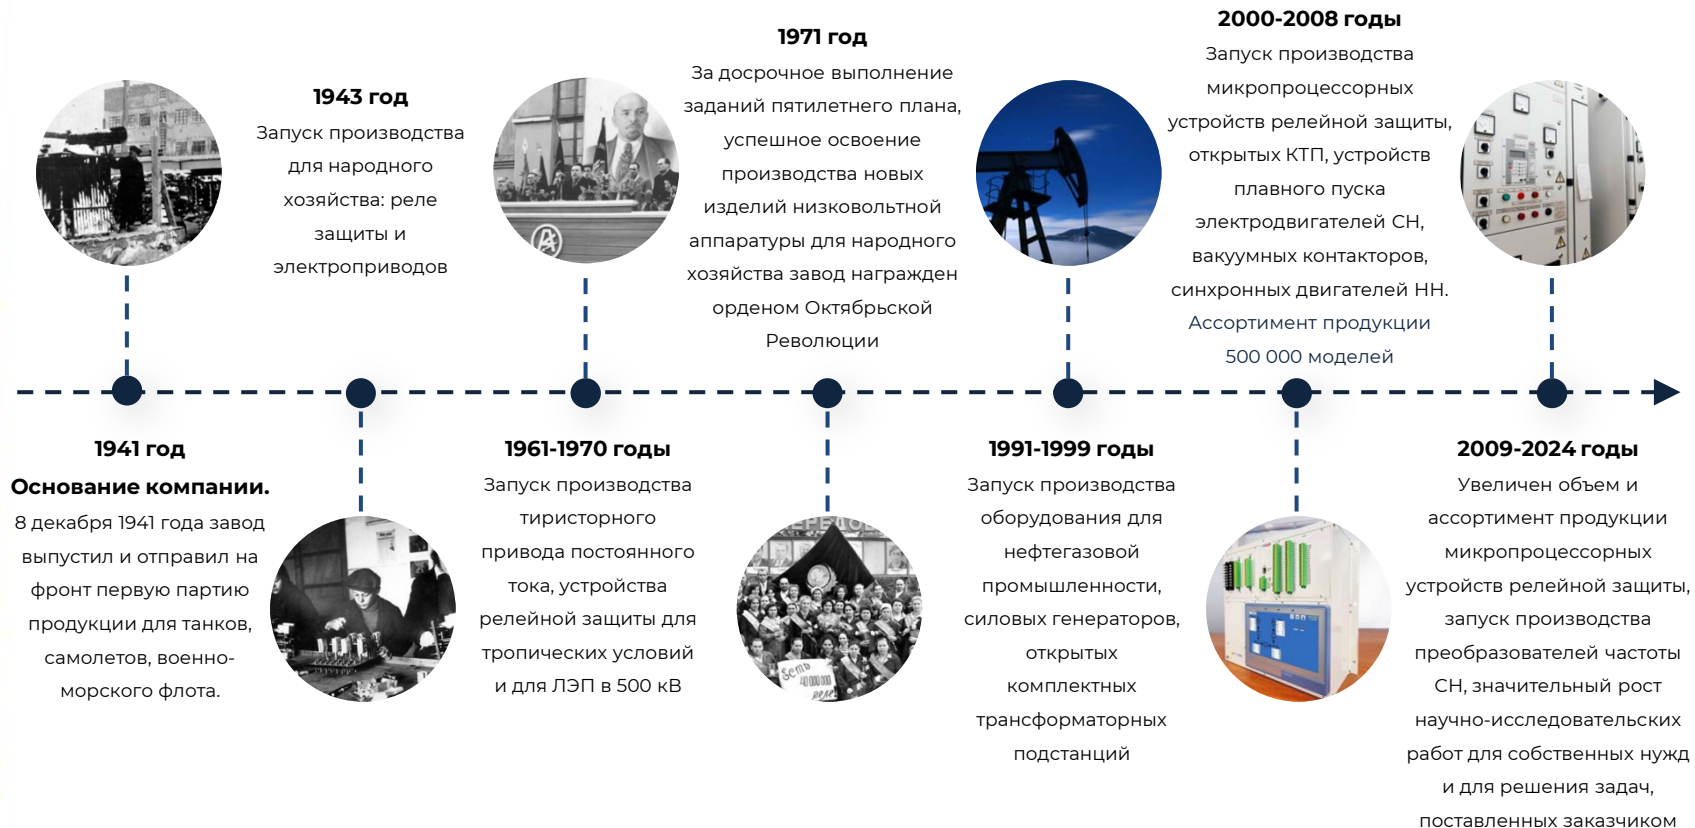 1941 год
Основание компании.
8 декабря 1941 года завод
выпустил и отправил на
фронт первую партию
продукции для танков,
самолетов, военно-
морского флота.
1943 год
Запуск производства
для народного
хозяйства: реле
защиты и
электроприводов
1961-1970 годы
Запуск производства
тиристорного
привода постоянного
тока, устройства
релейной защиты для
тропических условий
и для ЛЭП в 500 кВ
1971 год
За досрочное выполнение
заданий пятилетнего плана,
успешное освоение
производства новых
изделий низковольтной
аппаратуры для народного
хозяйства завод награжден
орденом Октябрьской
Революции
Есть
40 000 000
реле!
1991-1999 годы
Запуск производства
оборудования для
нефтегазовой
промышленности,
силовых генераторов,
открытых
комплектных
трансформаторных
подстанций
2000-2008 годы
Запуск производства
микропроцессорных
устройств релейной защиты,
открытых КТП, устройств
плавного пуска
электродвигателей СН,
вакуумных контакторов,
синхронных двигателей НН.
Ассортимент продукции
500 000 моделей
2009-2024 годы
Увеличен объем и
ассортимент продукции
микропроцессорных
устройств релейной защиты,
запуск производства
преобразователей частоты
СН, значительный рост
научно-исследовательских
работ для собственных нужд
и для решения задач,
поставленных заказчиком